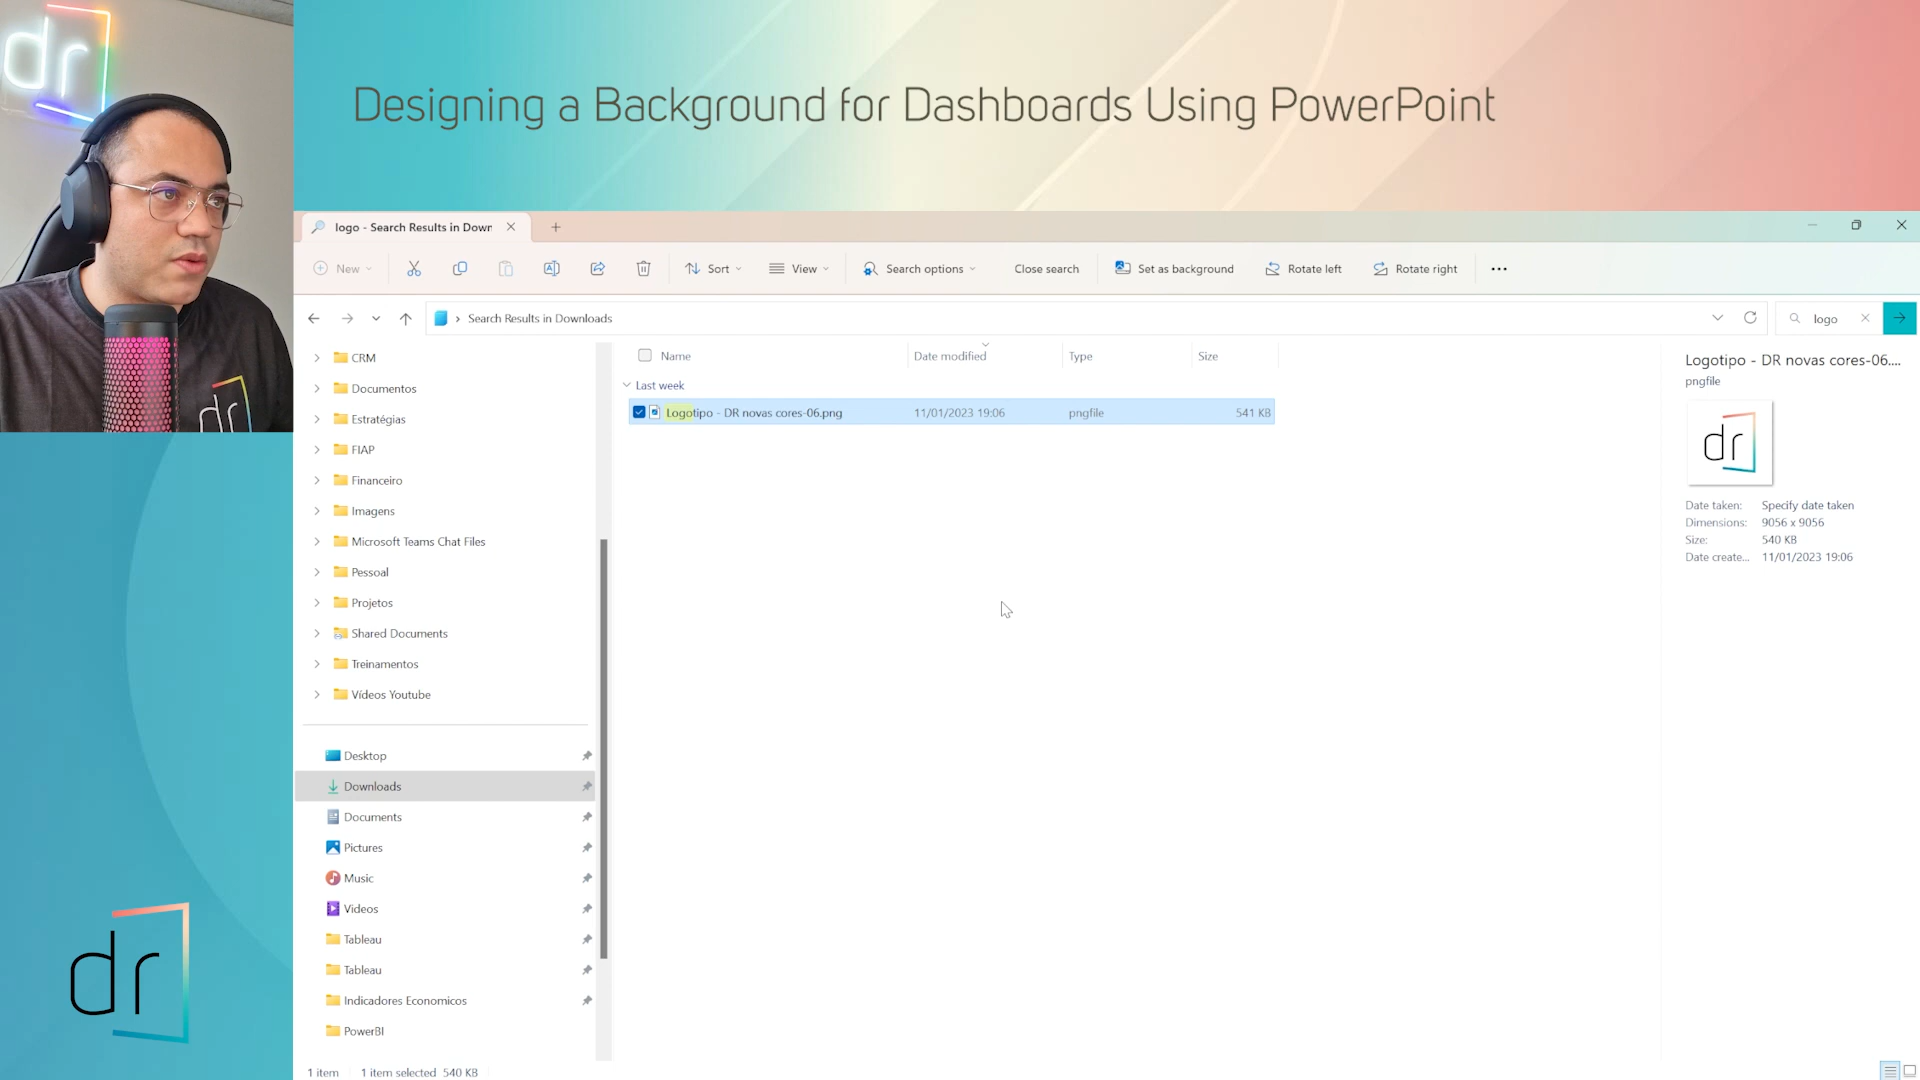 dr
dr
Designing a Background for Dashboards Using PowerPoint
logo - Search Results in Down
New
Sort
View
Search options
Close search
Set as background
Rotate left
Rotate right
Search Results in Downloads
logo
CRM
Documentos
Estratégias
FIAP
Financeiro
Imagens
Microsoft Teams Chat Files
Pessoal
Projetos
Shared Documents
Treinamentos
Vídeos Youtube
Desktop
Downloads
Documents
Pictures
Music
Videos
Tableau
Tableau
Indicadores Economicos
PowerBI
1 item 1 item selected 540 KB
Name Date modified Type Size
Last week
Logotipo - DR novas cores-06.png 11/01/2023 19:06 pngfile 541 KB
Logotipo - DR novas cores-06....
pngfile
dr
Date taken: Specify date taken
Dimensions: 9056 x 9056
Size: 540 KB
Date create... 11/01/2023 19:06
dr